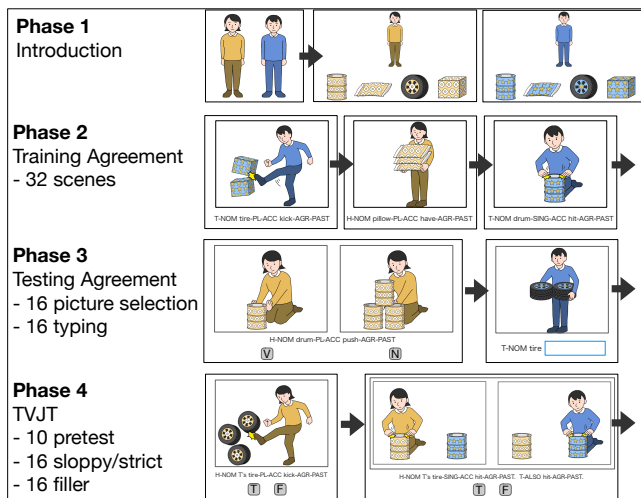 Phase 1
Introduction
Phase 2
Training Agreement
- 32 scenes
T-NOM tire-PL-ACC kick-AGR-PAST
H-NOM pillow-PL-ACC have-AGR-PAST
T-NOM drum-SING-ACC hit-AGR-PAST
Phase 3
Testing Agreement
- 16 picture selection
- 16 typing
H-NOM drum-PL-ACC push-AGR-PAST
V
N
T-NOM tire
Phase 4
TVJT
- 10 pretest
- 16 sloppy/strict
- 16 filler
H-NOM T's tire-PL-ACC kick-AGR-PAST
T
F
H-NOM T's tire-SING-ACC hit-AGR-PAST. T-ALSO hit-AGR-PAST.
T
F